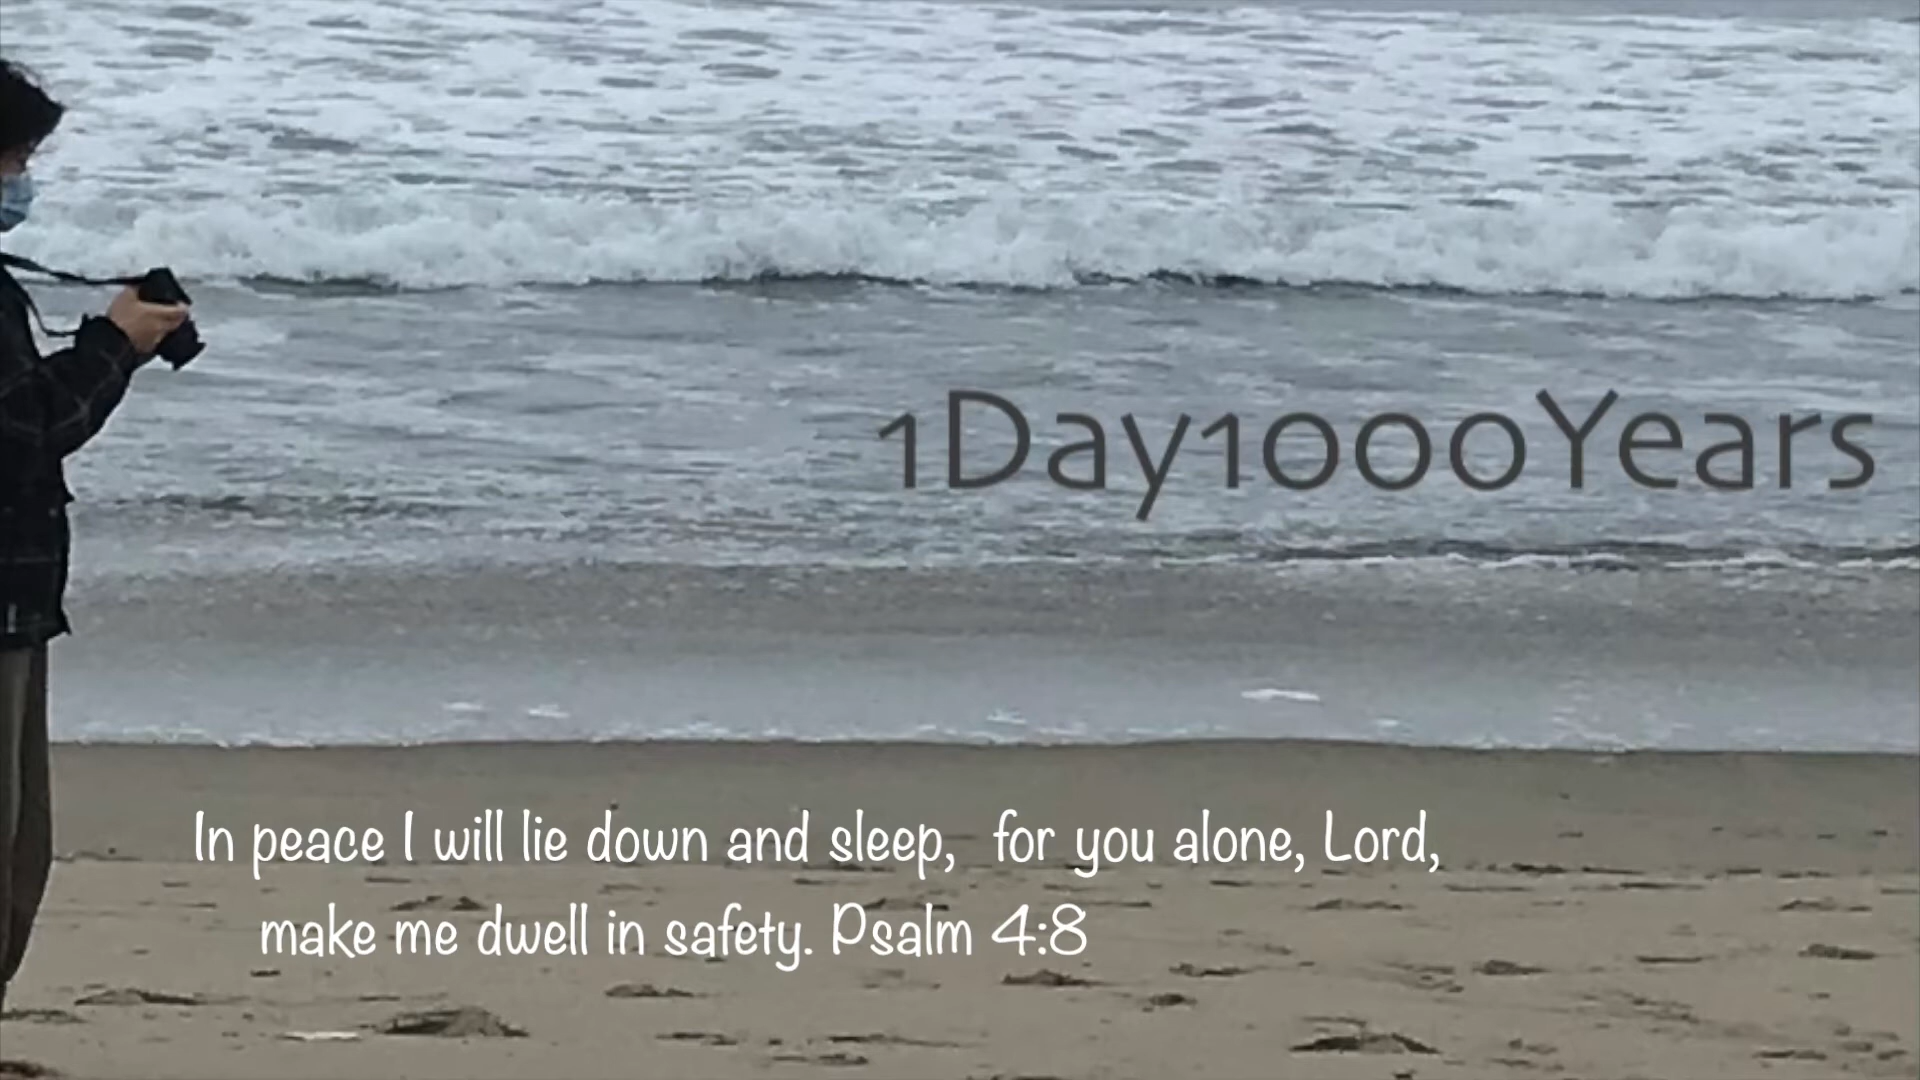 1Day1000Years
In peace I will lie down and sleep, for you alone, Lord,
make me dwell in safety. Psalm 4:8